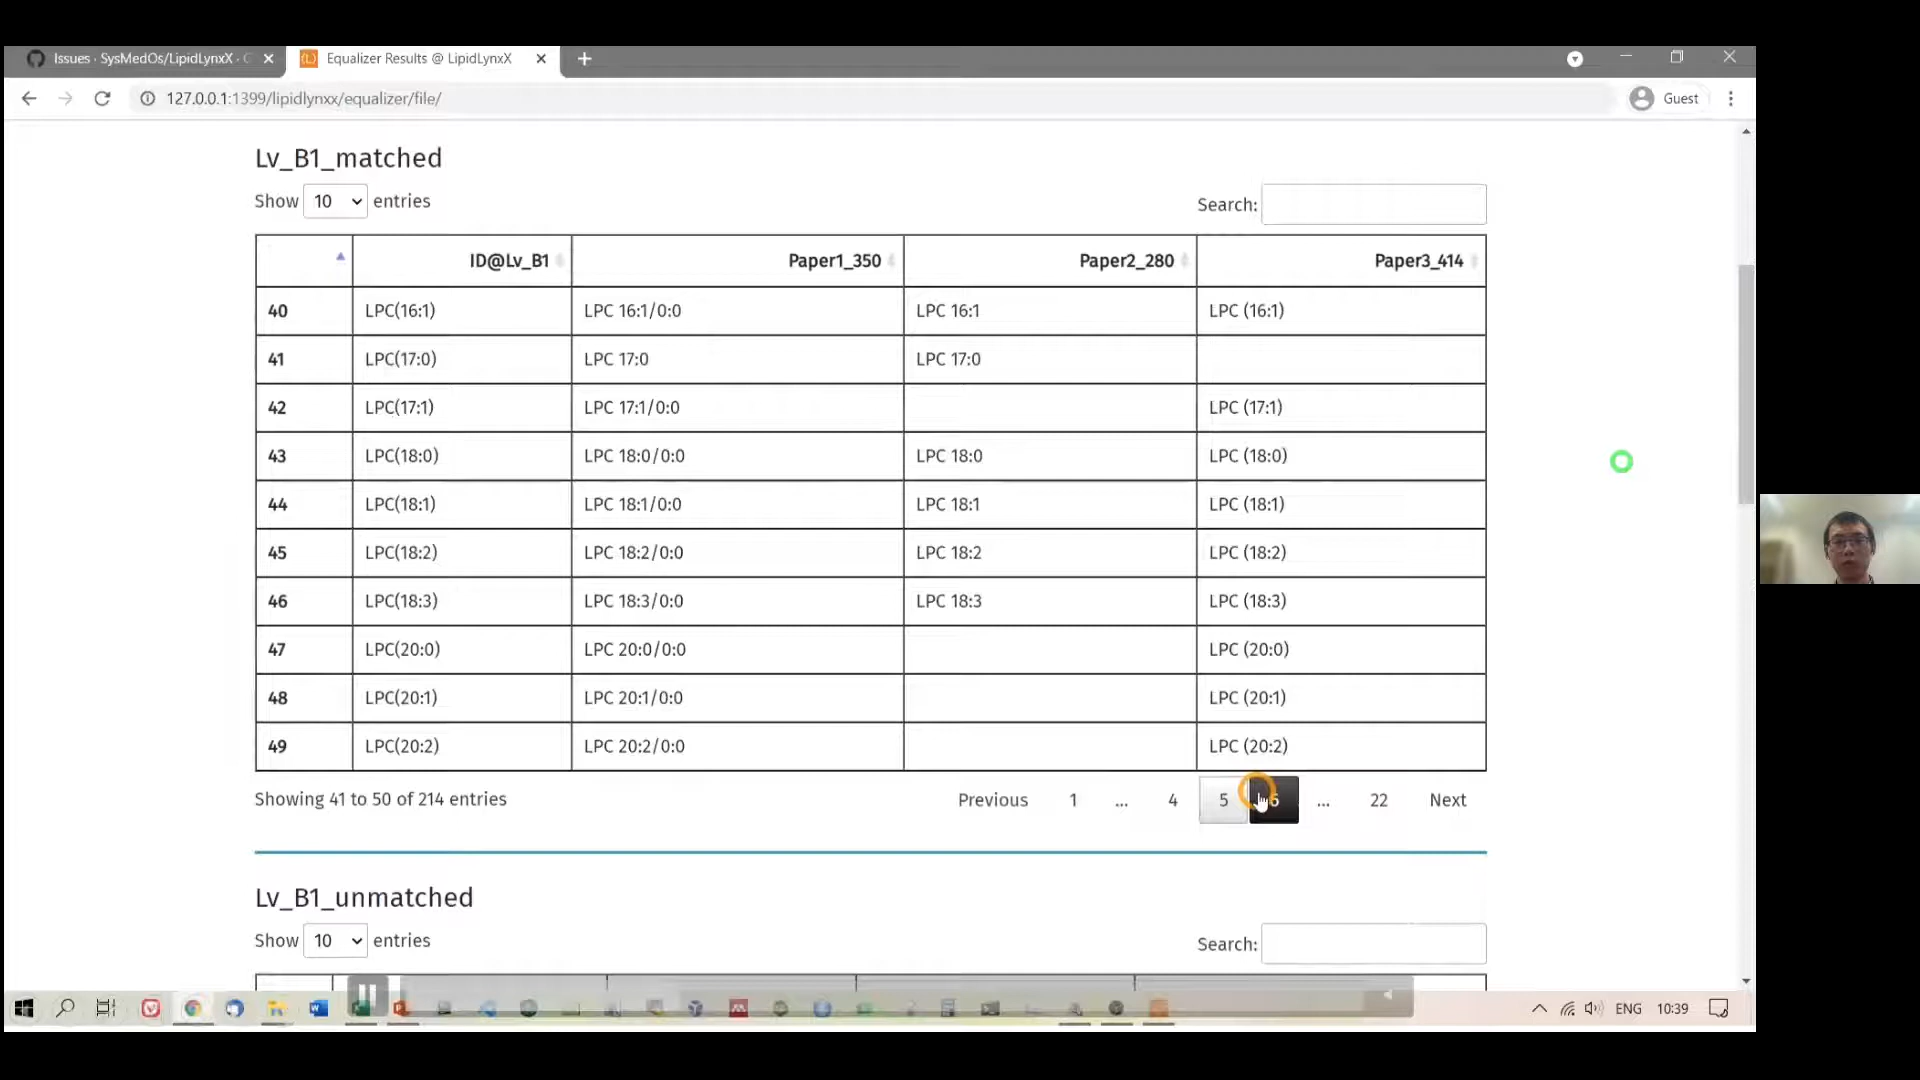 Issues · SysMedOs/LipidLynxX · Equalizer Results @ LipidLynxX
127.0.0.1:1399/lipidlynxx/equalizer/file/ Guest
Lv_B1_matched
Show 10 entries Search:
ID@Lv_B1 Paper1_350 Paper2_280 Paper3_414
40 LPC(16:1) LPC 16:1/0:0 LPC 16:1 LPC (16:1)
41 LPC(17:0) LPC 17:0 LPC 17:0
42 LPC(17:1) LPC 17:1/0:0 LPC (17:1)
43 LPC(18:0) LPC 18:0/0:0 LPC 18:0 LPC (18:0)
44 LPC(18:1) LPC 18:1/0:0 LPC 18:1 LPC (18:1)
45 LPC(18:2) LPC 18:2/0:0 LPC 18:2 LPC (18:2)
46 LPC(18:3) LPC 18:3/0:0 LPC 18:3 LPC (18:3)
47 LPC(20:0) LPC 20:0/0:0 LPC (20:0)
48 LPC(20:1) LPC 20:1/0:0 LPC (20:1)
49 LPC(20:2) LPC 20:2/0:0 LPC (20:2)
Showing 41 to 50 of 214 entries Previous 1 ... 4 5 6 ... 22 Next
Lv_B1_unmatched
Show 10 entries Search:
ENG 10:39